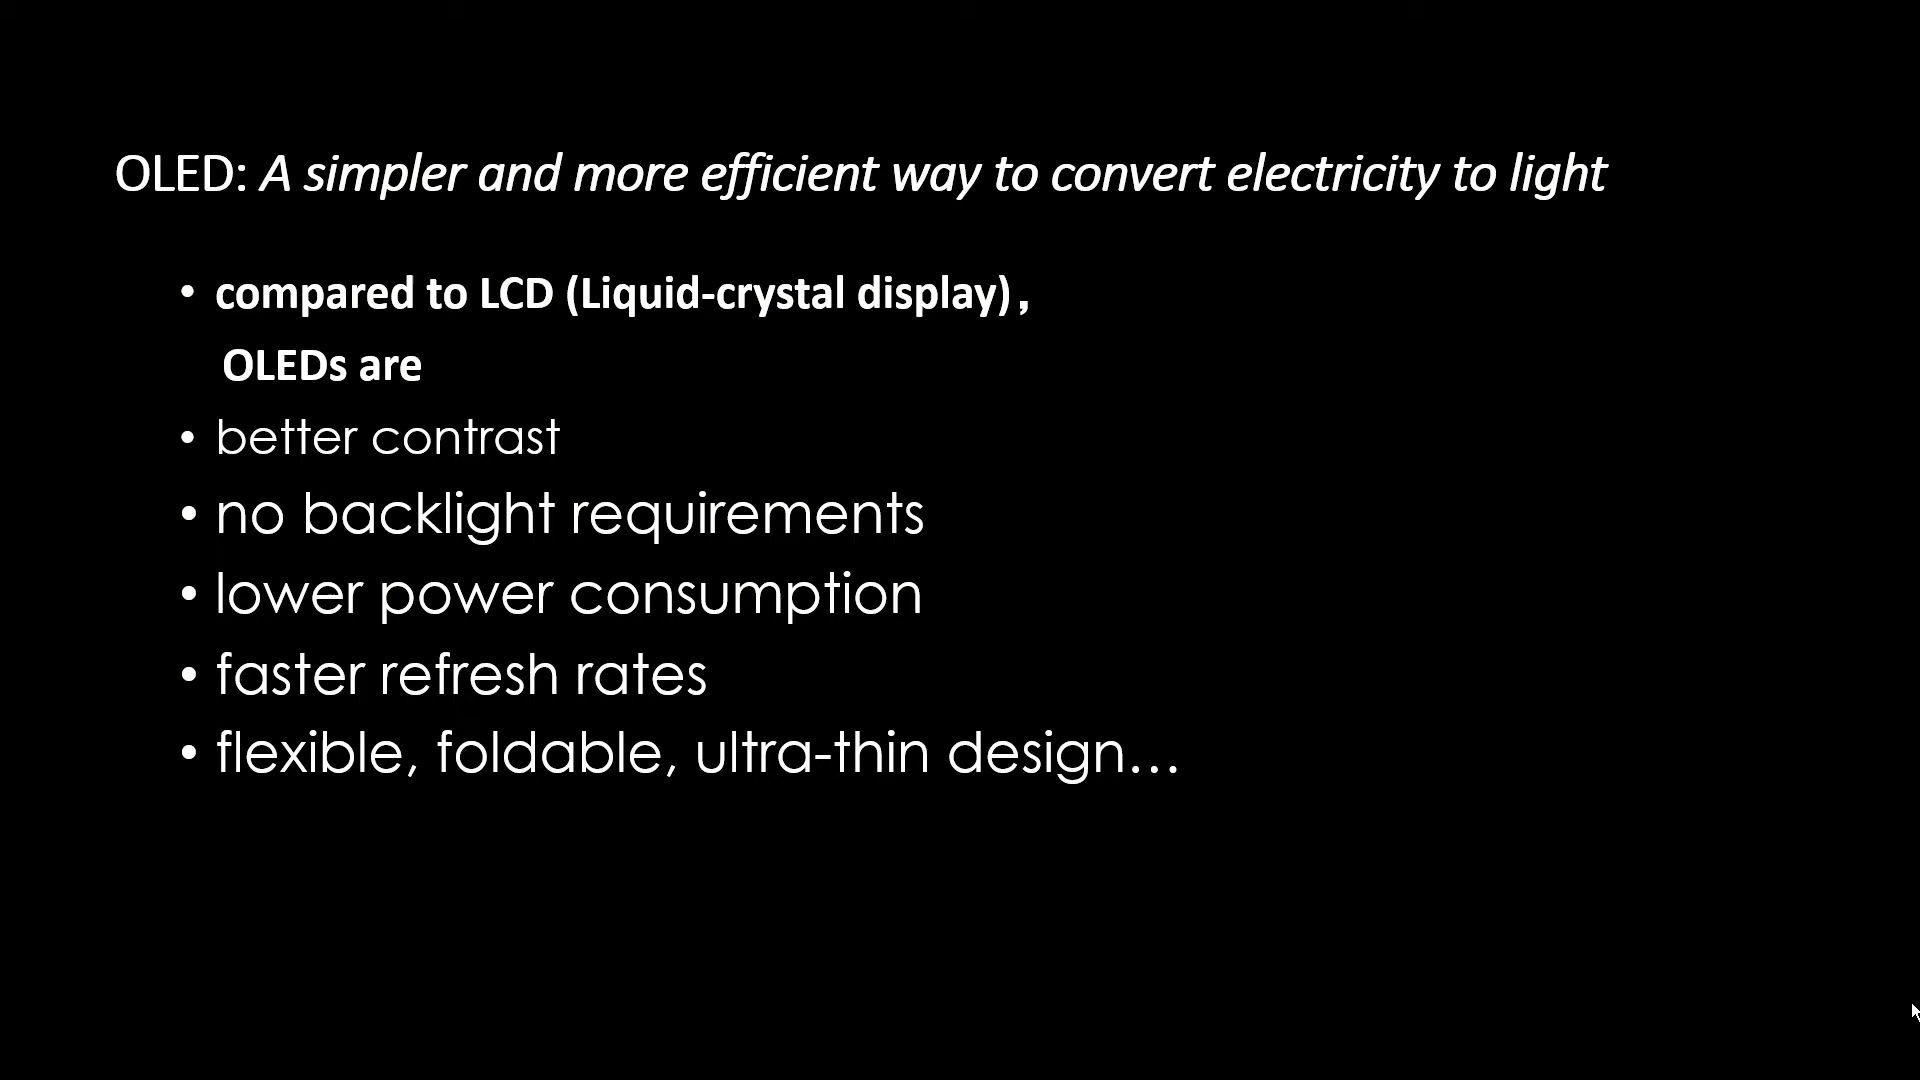 OLED: A simpler and more efficient way to convert electricity to light
• compared to LCD (Liquid-crystal display),
OLEDs are
• better contrast
• no backlight requirements
• lower power consumption
• faster refresh rates
• flexible, foldable, ultra-thin design…